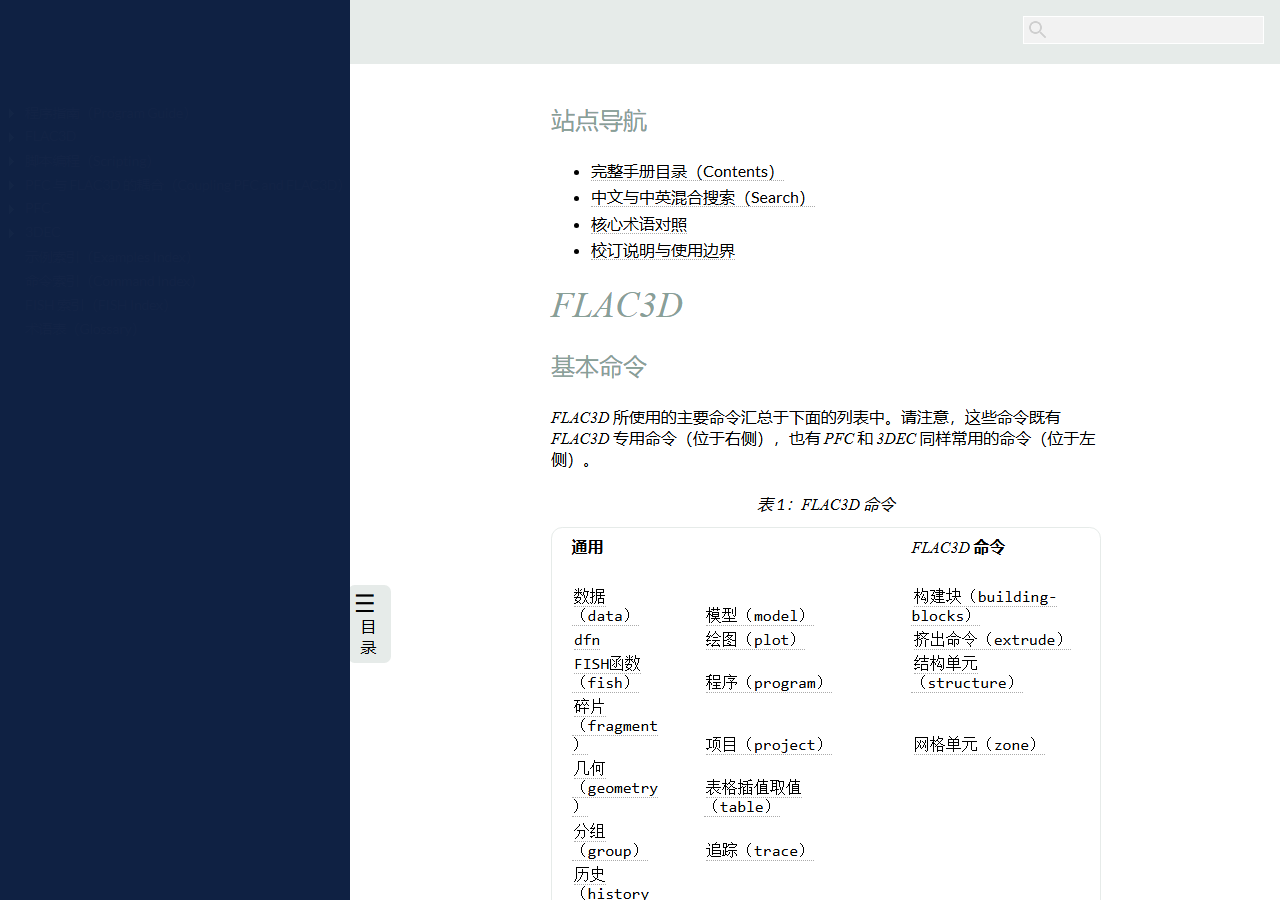 站点导航
完整手册目录（Contents）
中文与中英混合搜索（Search）
核心术语对照
校订说明与使用边界
FLAC3D
基本命令
FLAC3D 所使用的主要命令汇总于下面的列表中。请注意，这些命令既有
FLAC3D 专用命令（位于右侧），也有 PFC 和 3DEC 同样常用的命令（位于左
侧）。
表 1：FLAC3D 命令
通用 FLAC3D 命令
数据 构建块（building-
（data） 模型（model） blocks）
dfn 绘图（plot） 挤出命令（extrude）
FISH函数 结构单元
（fish） 程序（program） （structure）
碎片
（fragment
） 项目（project） 网格单元（zone）
几何
（geometry 表格插值取值
） （table）
分组
（group） 追踪（trace）
历史
（history
☰
目
录